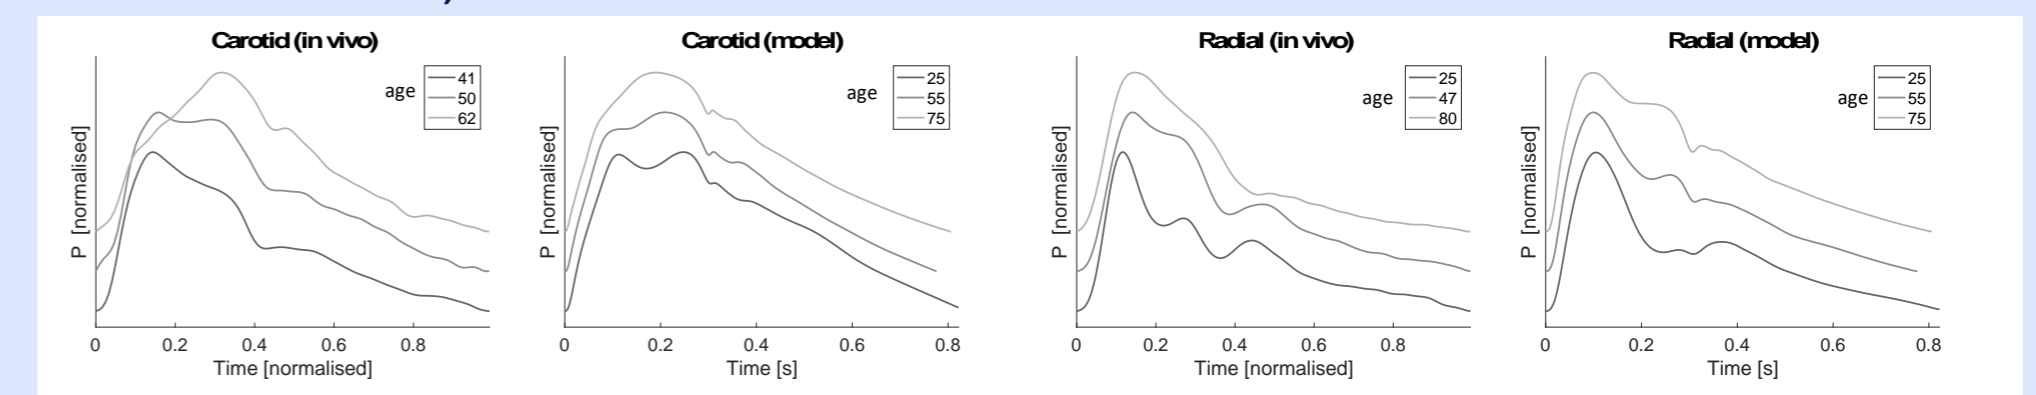 Carotid (in vivo)
P [normalised]
age
41
50
62
0 0.2 0.4 0.6 0.8
Time [normalised]
Carotid (model)
P [normalised]
age
25
55
75
0 0.2 0.4 0.6 0.8
Time [s]
Radial (in vivo)
P [normalised]
age
25
47
80
0 0.2 0.4 0.6 0.8
Time [normalised]
Radial (model)
P [normalised]
age
25
55
75
0 0.2 0.4 0.6 0.8
Time [s]